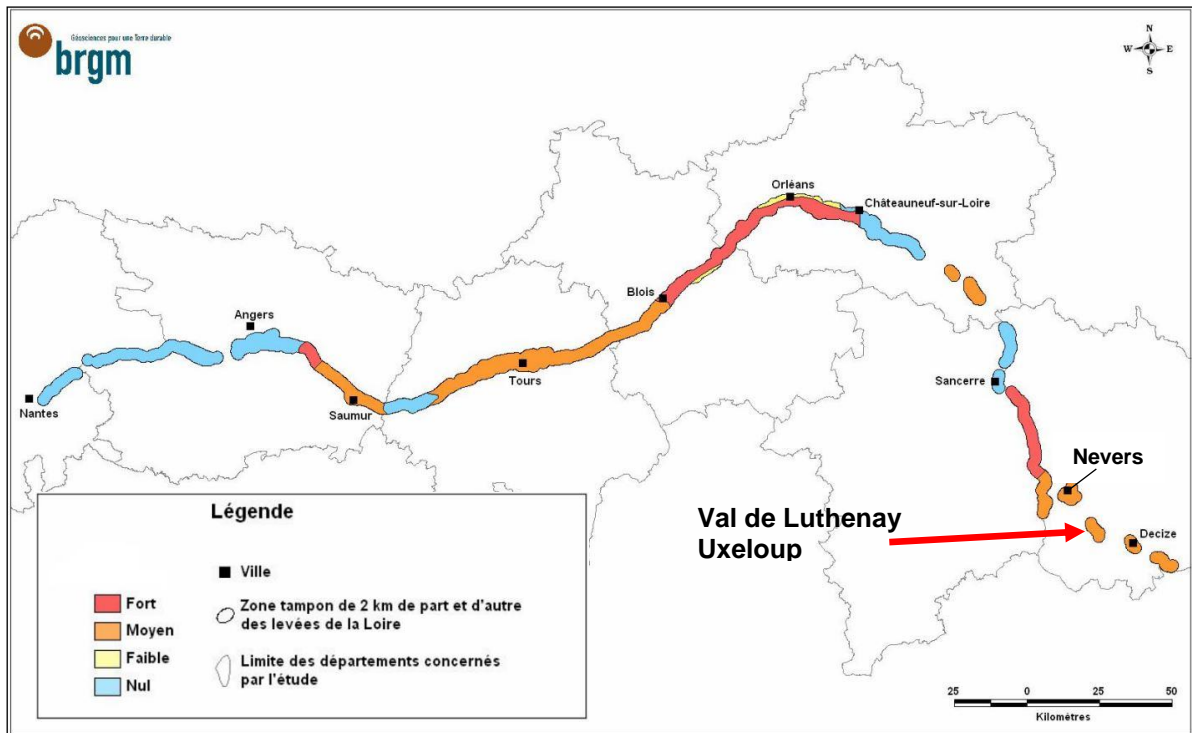 Géosciences pour une Terre durable
brgm
N
W E
S
Orléans
Châteauneuf-sur-Loire
Blois
Angers
Tours
Sancerre
Nantes
Saumur
Nevers
Val de Luthenay
Uxeloup
Decize
Légende
Ville
Zone tampon de 2 km de part et d'autre
des levées de la Loire
Limite des départements concernés
par l'étude
Fort
Moyen
Faible
Nul
25 0 25 50
Kilométres